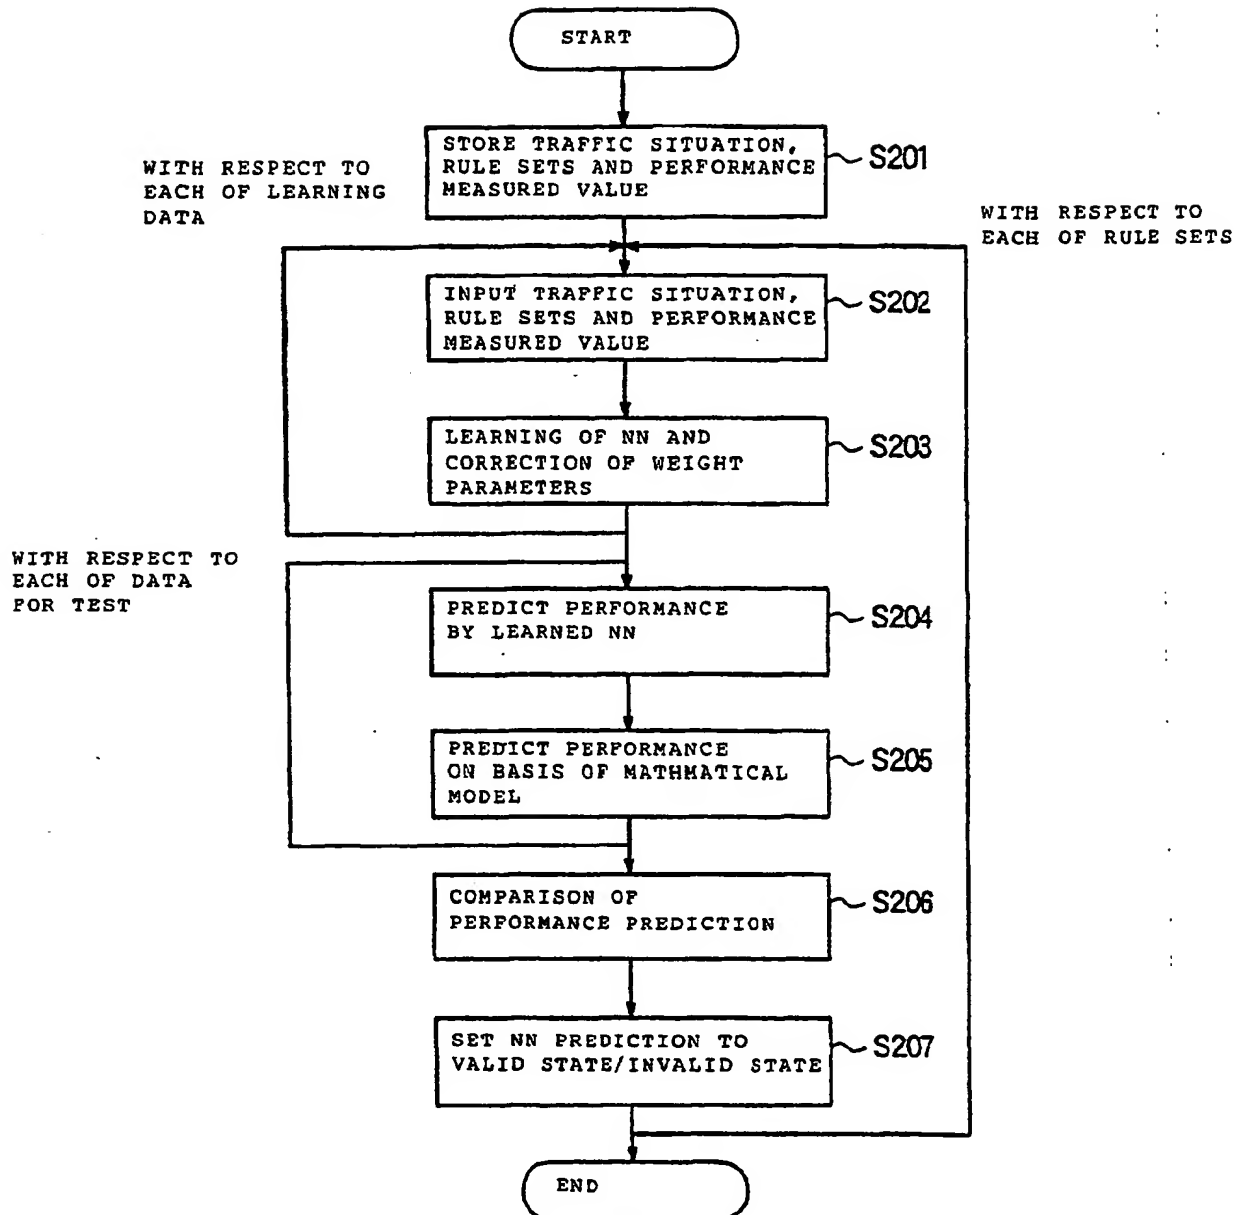 START
STORE TRAFFIC SITUATION,
RULE SETS AND PERFORMANCE
MEASURED VALUE
S201
WITH RESPECT TO
EACH OF LEARNING
DATA
WITH RESPECT TO
EACH OF RULE SETS
INPUT TRAFFIC SITUATION,
RULE SETS AND PERFORMANCE
MEASURED VALUE
S202
LEARNING OF NN AND
CORRECTION OF WEIGHT
PARAMETERS
S203
WITH RESPECT TO
EACH OF DATA
FOR TEST
PREDICT PERFORMANCE
BY LEARNED NN
S204
PREDICT PERFORMANCE
ON BASIS OF MATHMATICAL
MODEL
S205
COMPARISON OF
PERFORMANCE PREDICTION
S206
SET NN PREDICTION TO
VALID STATE/INVALID STATE
S207
END